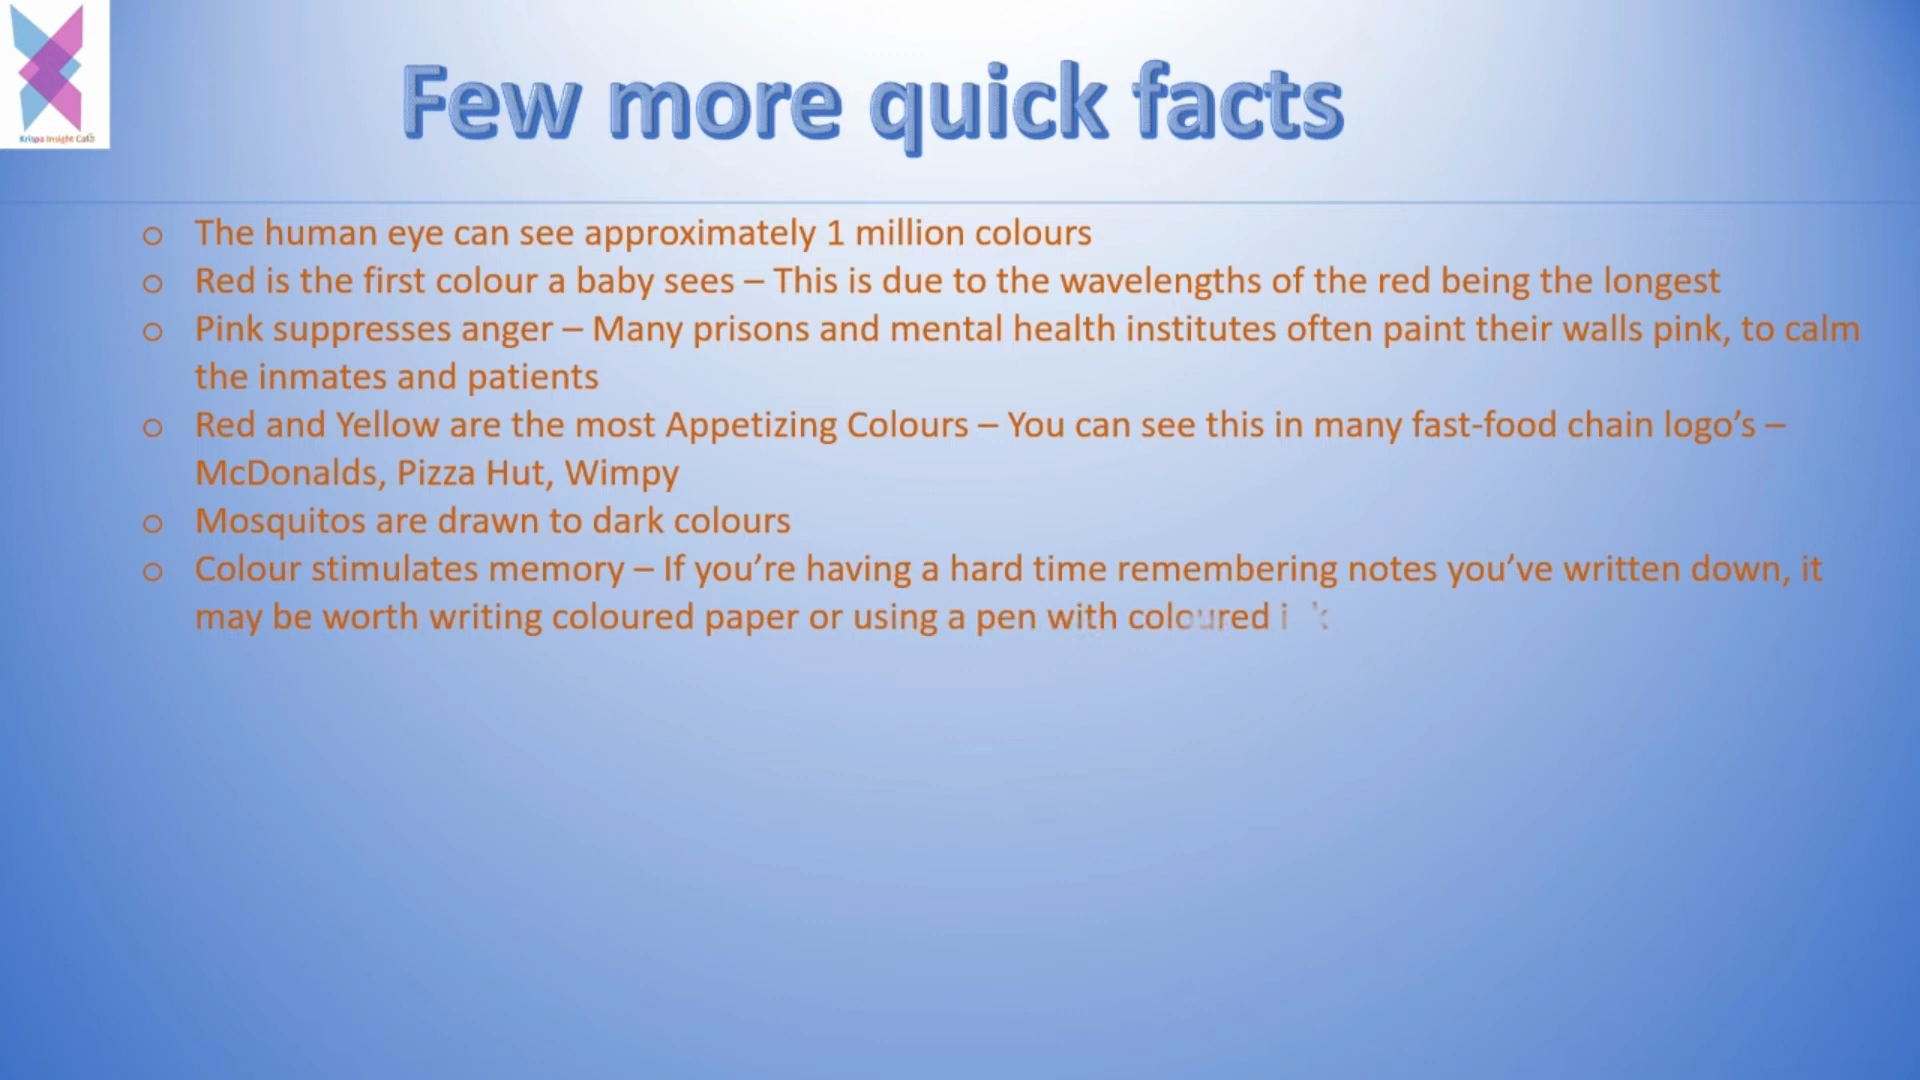 Krispa Insight Café
Few more quick facts
o The human eye can see approximately 1 million colours
o Red is the first colour a baby sees – This is due to the wavelengths of the red being the longest
o Pink suppresses anger – Many prisons and mental health institutes often paint their walls pink, to calm
the inmates and patients
o Red and Yellow are the most Appetizing Colours – You can see this in many fast-food chain logo’s –
McDonalds, Pizza Hut, Wimpy
o Mosquitos are drawn to dark colours
o Colour stimulates memory – If you’re having a hard time remembering notes you’ve written down, it
may be worth writing coloured paper or using a pen with coloured